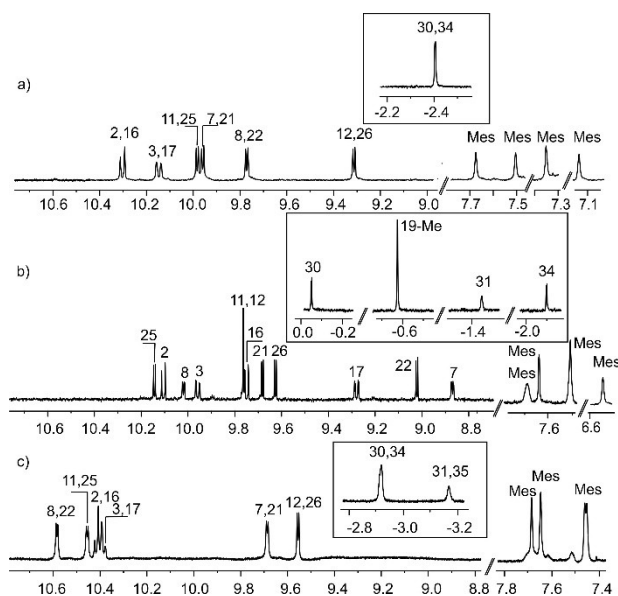 30,34
-2.2 -2.4
a)
2,16 3,17 11,25 7,21 8,22 12,26 Mes Mes Mes Mes
10.6 10.4 10.2 10.0 9.8 9.6 9.4 9.2 9.0 7.7 7.5 7.3 7.1
30 19-Me 31 34
0.0 -0.2 -0.6 -1.4 -2.0
b)
25 2 8 3 11,12 16 21 26 17 22 7 Mes Mes Mes Mes
10.6 10.4 10.2 10.0 9.8 9.6 9.4 9.2 9.0 8.8 7.6 6.6
30,34 31,35
-2.8 -3.0 -3.2
c)
8,22 11,25 2,16 3,17 7,21 12,26 Mes Mes Mes
10.6 10.4 10.2 10.0 9.8 9.6 9.4 9.2 9.0 8.8 7.8 7.6 7.4